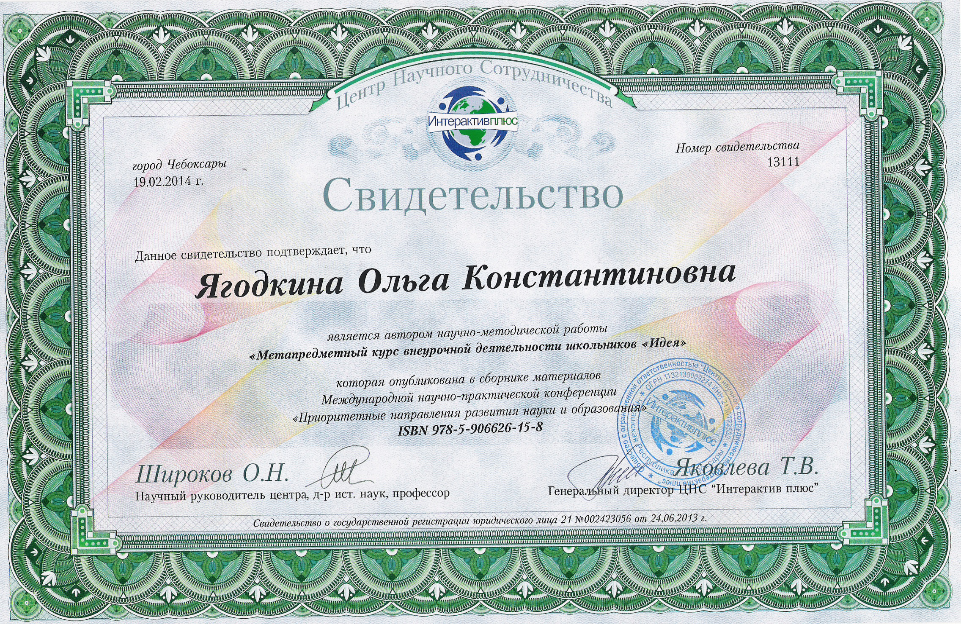 Центр Научного Сотрудничества
Интерактивплюс
город Чебоксары
19.02.2014 г.
Номер свидетельства
13111
Свидетельство
Данное свидетельство подтверждает, что
Ягодкина Ольга Константиновна
является автором научно-методической работы
«Метапредметный курс внеурочной деятельности школьников «Идея»
которая опубликована в сборнике материалов
Международной научно-практической конференции
«Приоритетные направления развития науки и образования»
ISBN 978-5-906626-15-8
Интерактивплюс
Широков О.Н.
Научный руководитель центра, д-р ист. наук, профессор
Яковлева Т.В.
Генеральный директор ЦНС "Интерактив плюс"
Свидетельство о государственной регистрации юридического лица 21 №002423056 от 24.06.2013 г.